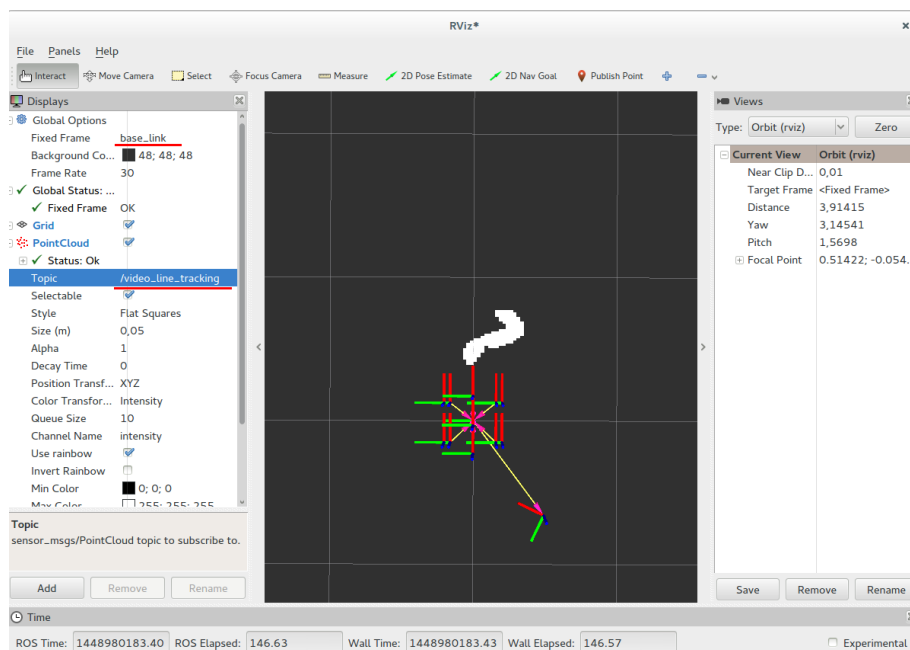 RViz*
File Panels Help
Interact Move Camera Select Focus Camera Measure 2D Pose Estimate 2D Nav Goal Publish Point
Displays
Global Options
Fixed Frame base_link
Background Co... 48; 48; 48
Frame Rate 30
Global Status: ...
Fixed Frame OK
Grid
PointCloud
Status: Ok
Topic /video_line_tracking
Selectable
Style Flat Squares
Size (m) 0,05
Alpha 1
Decay Time 0
Position Transf... XYZ
Color Transfor... Intensity
Queue Size 10
Channel Name intensity
Use rainbow
Invert Rainbow
Min Color 0; 0; 0
Max Color 255; 255; 255
Topic
sensor_msgs/PointCloud topic to subscribe to.
Add Remove Rename
Views
Type: Orbit (rviz) Zero
Current View Orbit (rviz)
Near Clip D... 0,01
Target Frame <Fixed Frame>
Distance 3,91415
Yaw 3,14541
Pitch 1,5698
Focal Point 0.51422; -0.054.
Save Remove Rename
Time
ROS Time: 1448980183.40 ROS Elapsed: 146.63 Wall Time: 1448980183.43 Wall Elapsed: 146.57 Experimental